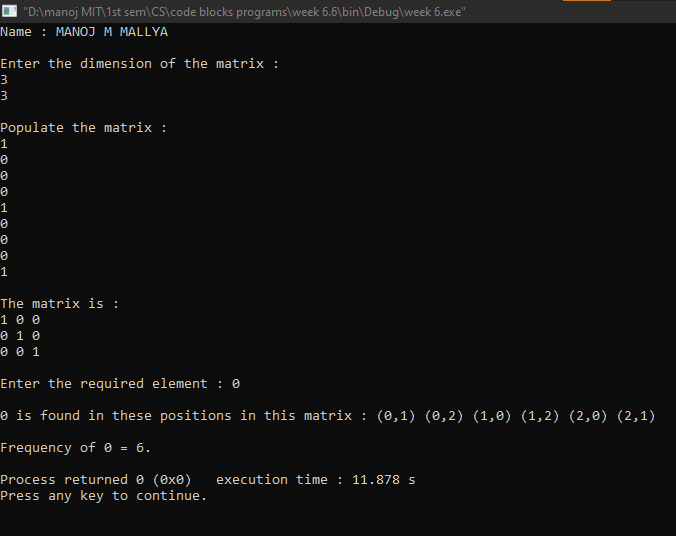 "D:\manoj MIT\1st sem\CS\code blocks programs\week 6.6\bin\Debug\week 6.exe"
Name : MANOJ M MALLYA
Enter the dimension of the matrix :
3
3
Populate the matrix :
1
0
0
0
1
0
0
0
1
The matrix is :
1 0 0
0 1 0
0 0 1
Enter the required element : 0
0 is found in these positions in this matrix : (0,1) (0,2) (1,0) (1,2) (2,0) (2,1)
Frequency of 0 = 6.
Process returned 0 (0x0)   execution time : 11.878 s
Press any key to continue.